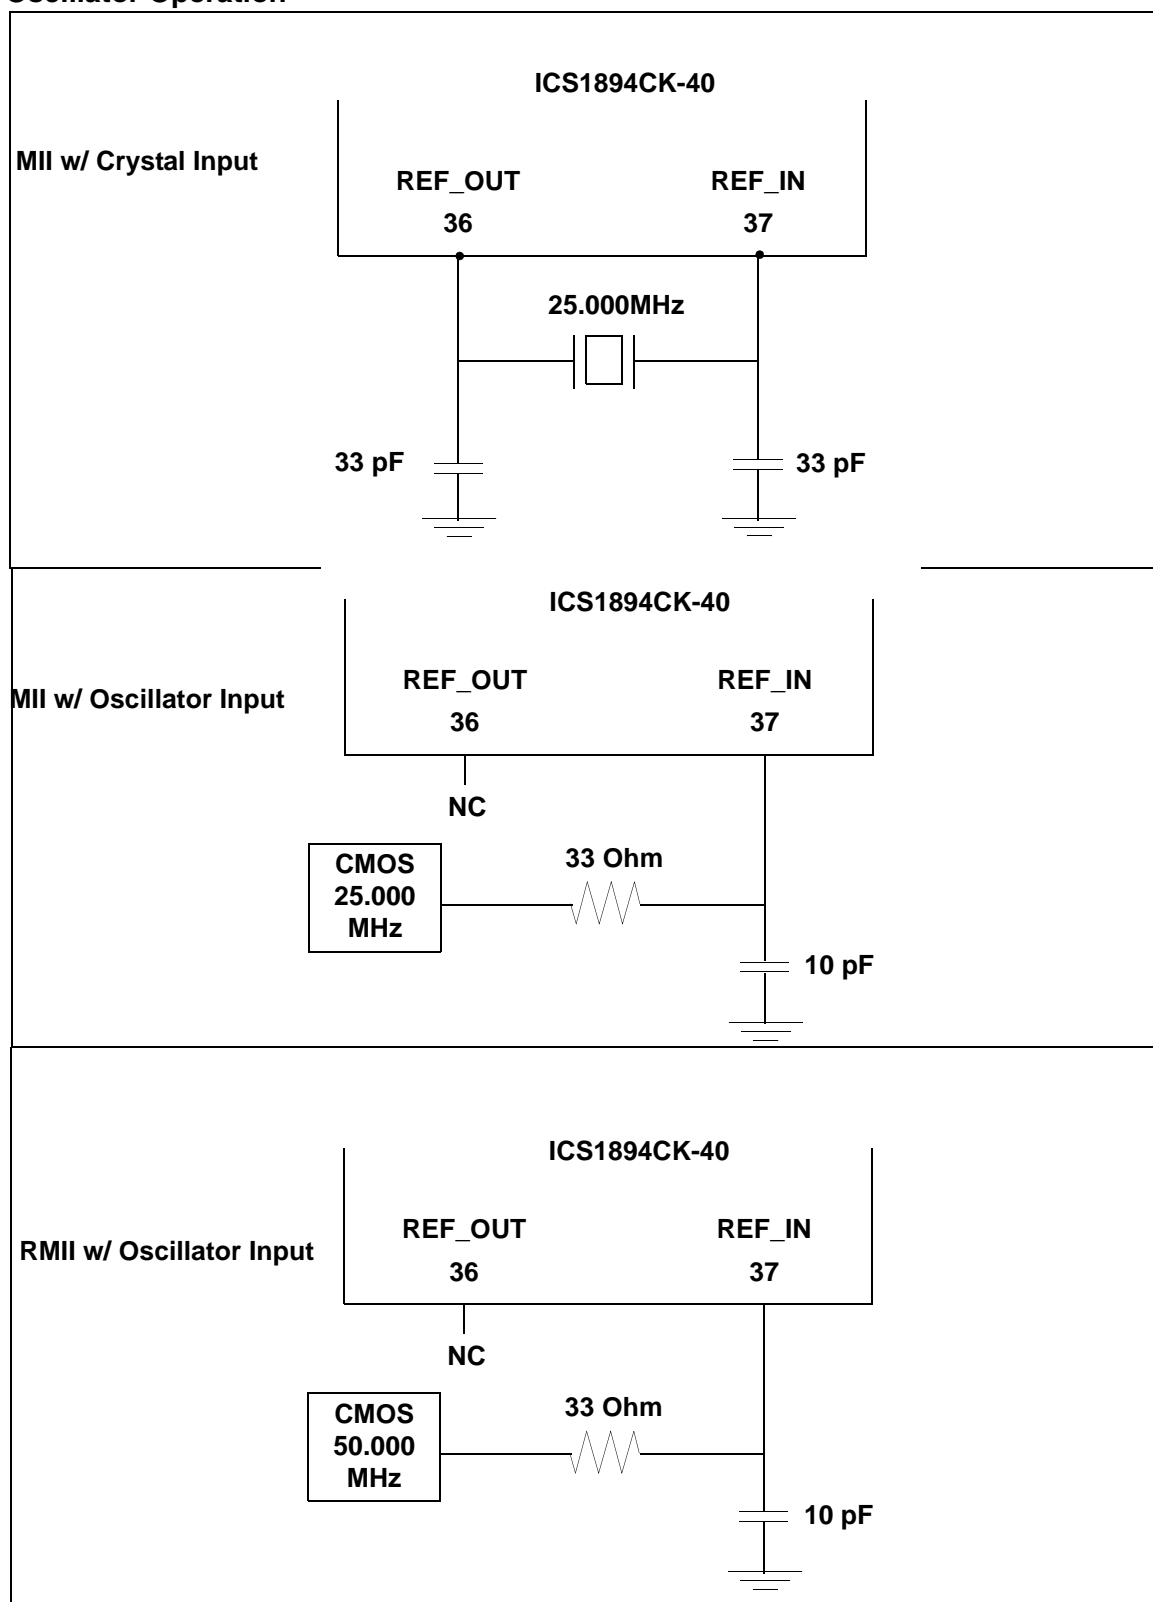 Oscillator Operation
ICS1894CK-40
MII w/ Crystal Input
REF_OUT REF_IN
36 37
25.000MHz
33 pF 33 pF
ICS1894CK-40
REF_OUT REF_IN
MII w/ Oscillator Input
36 37
NC
CMOS
25.000
MHz
33 Ohm
10 pF
ICS1894CK-40
REF_OUT REF_IN
RMII w/ Oscillator Input
36 37
NC
CMOS
50.000
MHz
33 Ohm
10 pF